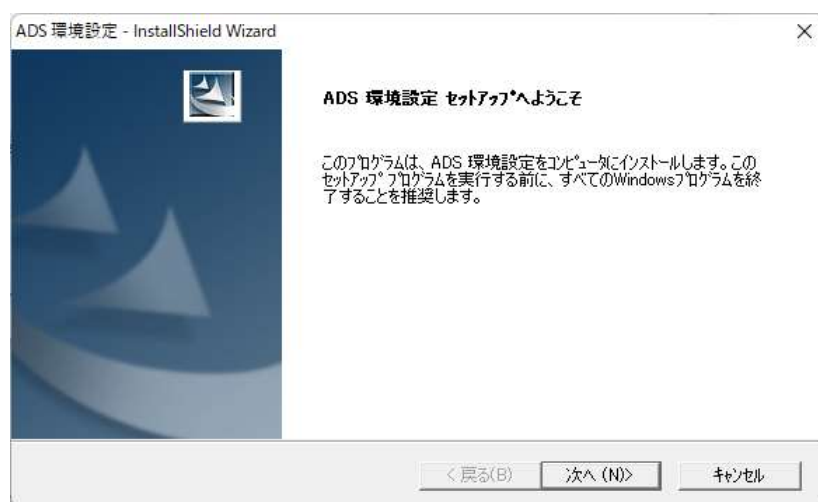 ADS 環境設定 - InstallShield Wizard
ADS 環境設定 ｾｯﾄｱｯﾌﾟへようこそ
このﾌﾟﾛｸﾞﾗﾑは、ADS 環境設定をｺﾝﾋﾟｭｰﾀにインストールします。この
ｾｯﾄｱｯﾌﾟ ﾌﾟﾛｸﾞﾗﾑを実行する前に、すべてのWindowsﾌﾟﾛｸﾞﾗﾑを終
了することを推奨します。
< 戻る(B)
次へ (N)>
ｷｬﾝｾﾙ